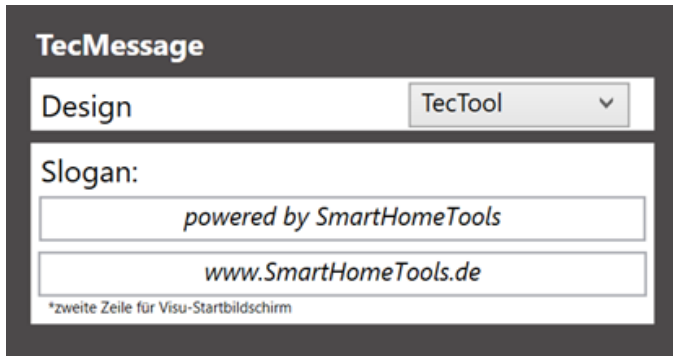 TecMessage
Design TecTool
Slogan:
powered by SmartHomeTools
www.SmartHomeTools.de
*zweite Zeile für Visu-Startbildschirm